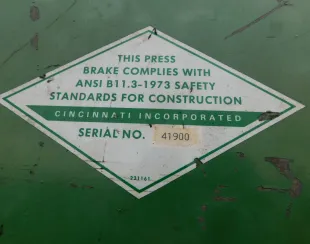 THIS PRESS
BRAKE COMPLIES WITH
ANSI B11.3-1973 SAFETY
STANDARDS FOR CONSTRUCTION
CINCINNATI INCORPORATED
SERIAL NO. 41900